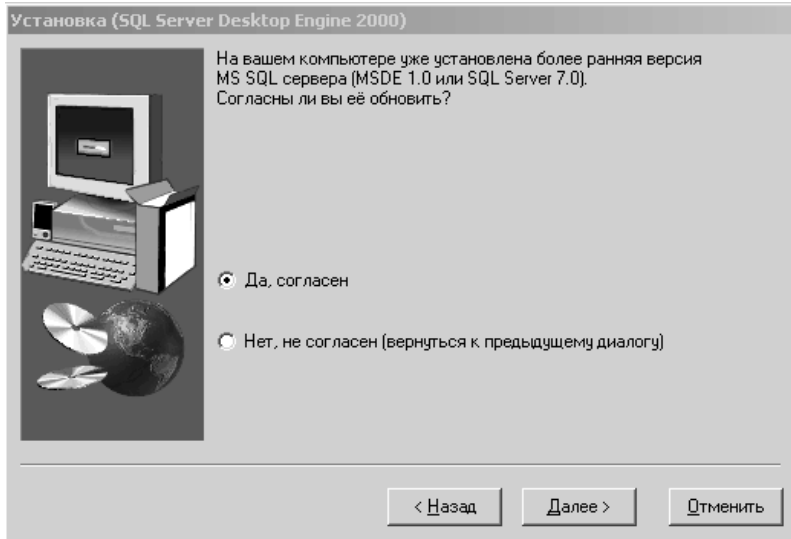 Установка (SQL Server Desktop Engine 2000)
На вашем компьютере уже установлена более ранняя версия
MS SQL сервера (MSDE 1.0 или SQL Server 7.0).
Согласны ли вы её обновить?
Да, согласен
Нет, не согласен (вернуться к предыдущему диалогу)
< Назад
Далее >
Отменить